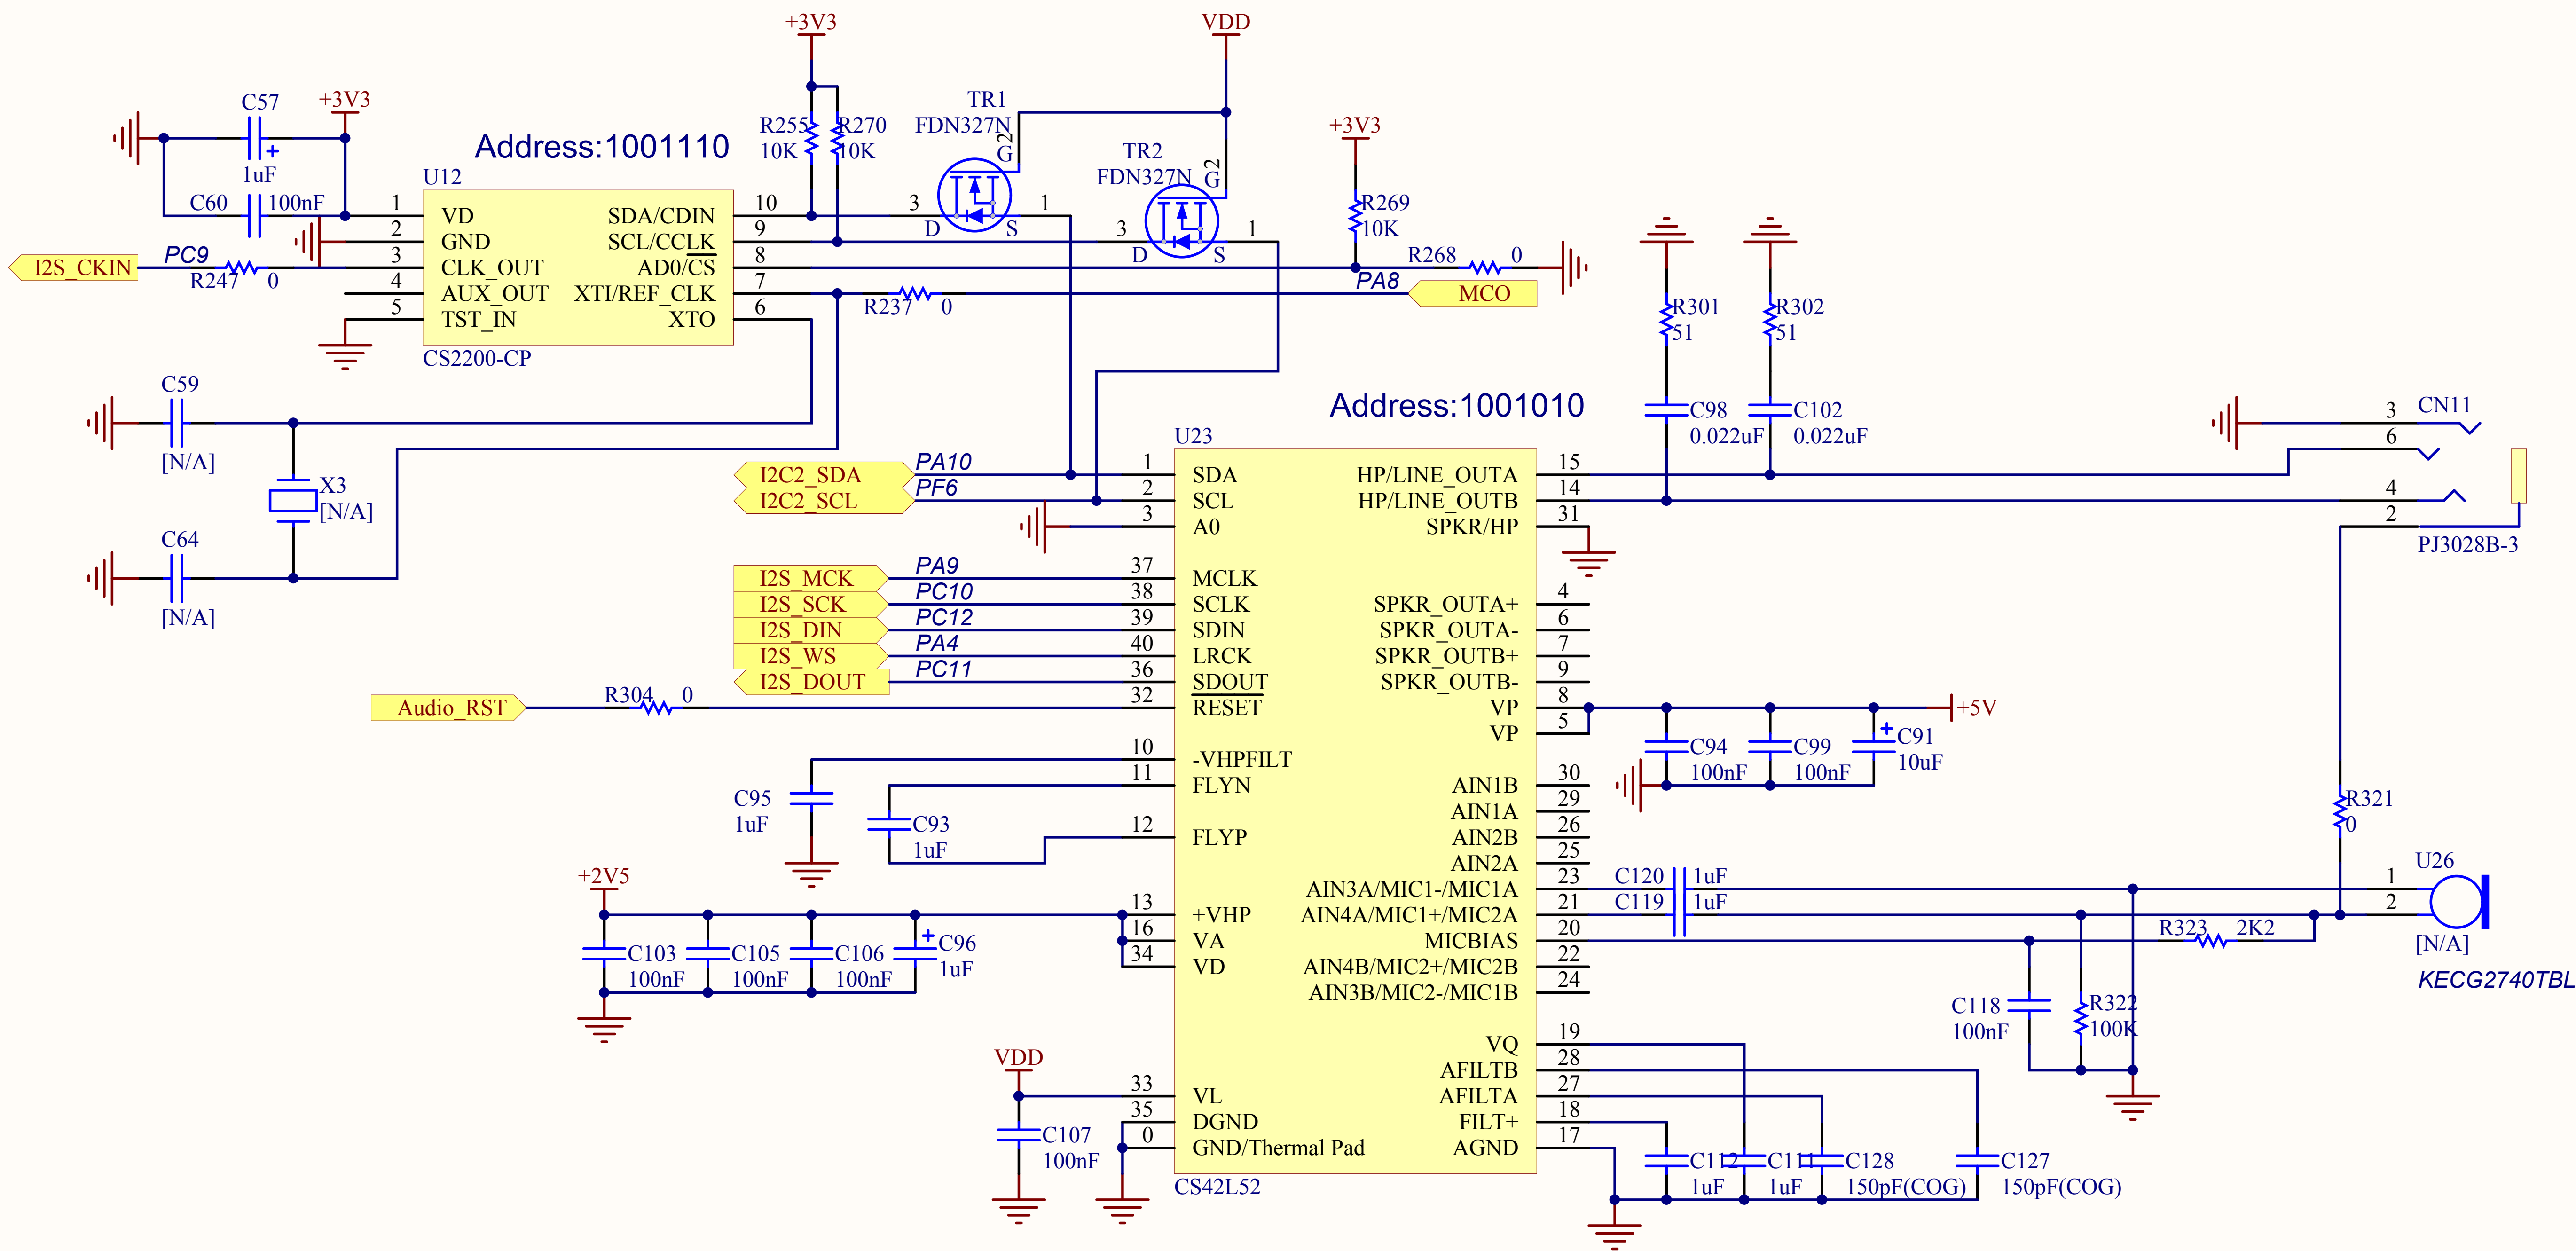 +3V3
VDD
C57
+3V3
1uF
C60 100nF
Address:1001110
R255
10K
R270
10K
TR1
FDN327N
G 2
TR2
FDN327N
G 2
+3V3
R269
10K
U12
1 VD
2 GND
3 CLK_OUT
4 AUX_OUT
5 TST_IN
SDA/CDIN 10
SCL/CCLK 9
AD0/CS 8
XTI/REF_CLK 7
XTO 6
CS2200-CP
3 D S 1
3 D S 1
I2S_CKIN
PC9
R247 0
R268 0
PA8
MCO
R237 0
R301
51
R302
51
C98
0.022uF
C102
0.022uF
C59
[N/A]
X3
[N/A]
C64
[N/A]
Address:1001010
U23
I2C2_SDA PA10 1 SDA
I2C2_SCL PF6 2 SCL
3 A0
I2S_MCK PA9 37 MCLK
I2S_SCK PC10 38 SCLK
I2S_DIN PC12 39 SDIN
I2S_WS PA4 40 LRCK
I2S_DOUT PC11 36 SDOUT
Audio_RST R304 0 32 RESET
10 -VHPFILT
11 FLYN
12 FLYP
C95
1uF
C93
1uF
+2V5
13 +VHP
16 VA
34 VD
C103
100nF
C105
100nF
C106
100nF
C96
1uF
VDD
33 VL
35 DGND
0 GND/Thermal Pad
C107
100nF
CS42L52
HP/LINE_OUTA 15
HP/LINE_OUTB 14
SPKR/HP 31
SPKR_OUTA+ 4
SPKR_OUTA- 6
SPKR_OUTB+ 7
SPKR_OUTB- 9
VP 8
VP 5
+5V
C94
100nF
C99
100nF
C91
10uF
AIN1B 30
AIN1A 29
AIN2B 26
AIN2A 25
AIN3A/MIC1-/MIC1A 23
AIN4A/MIC1+/MIC2A 21
MICBIAS 20
AIN4B/MIC2+/MIC2B 22
AIN3B/MIC2-/MIC1B 24
C120 1uF
C119 1uF
VQ 19
AFILTB 28
AFILTA 27
FILT+ 18
AGND 17
C112
1uF
C111
1uF
C128
150pF(COG)
C127
150pF(COG)
3 CN11
6
4
2
PJ3028B-3
R321
0
U26
1
2
[N/A]
KECG2740TBL
R323 2K2
C118
100nF
R322
100K